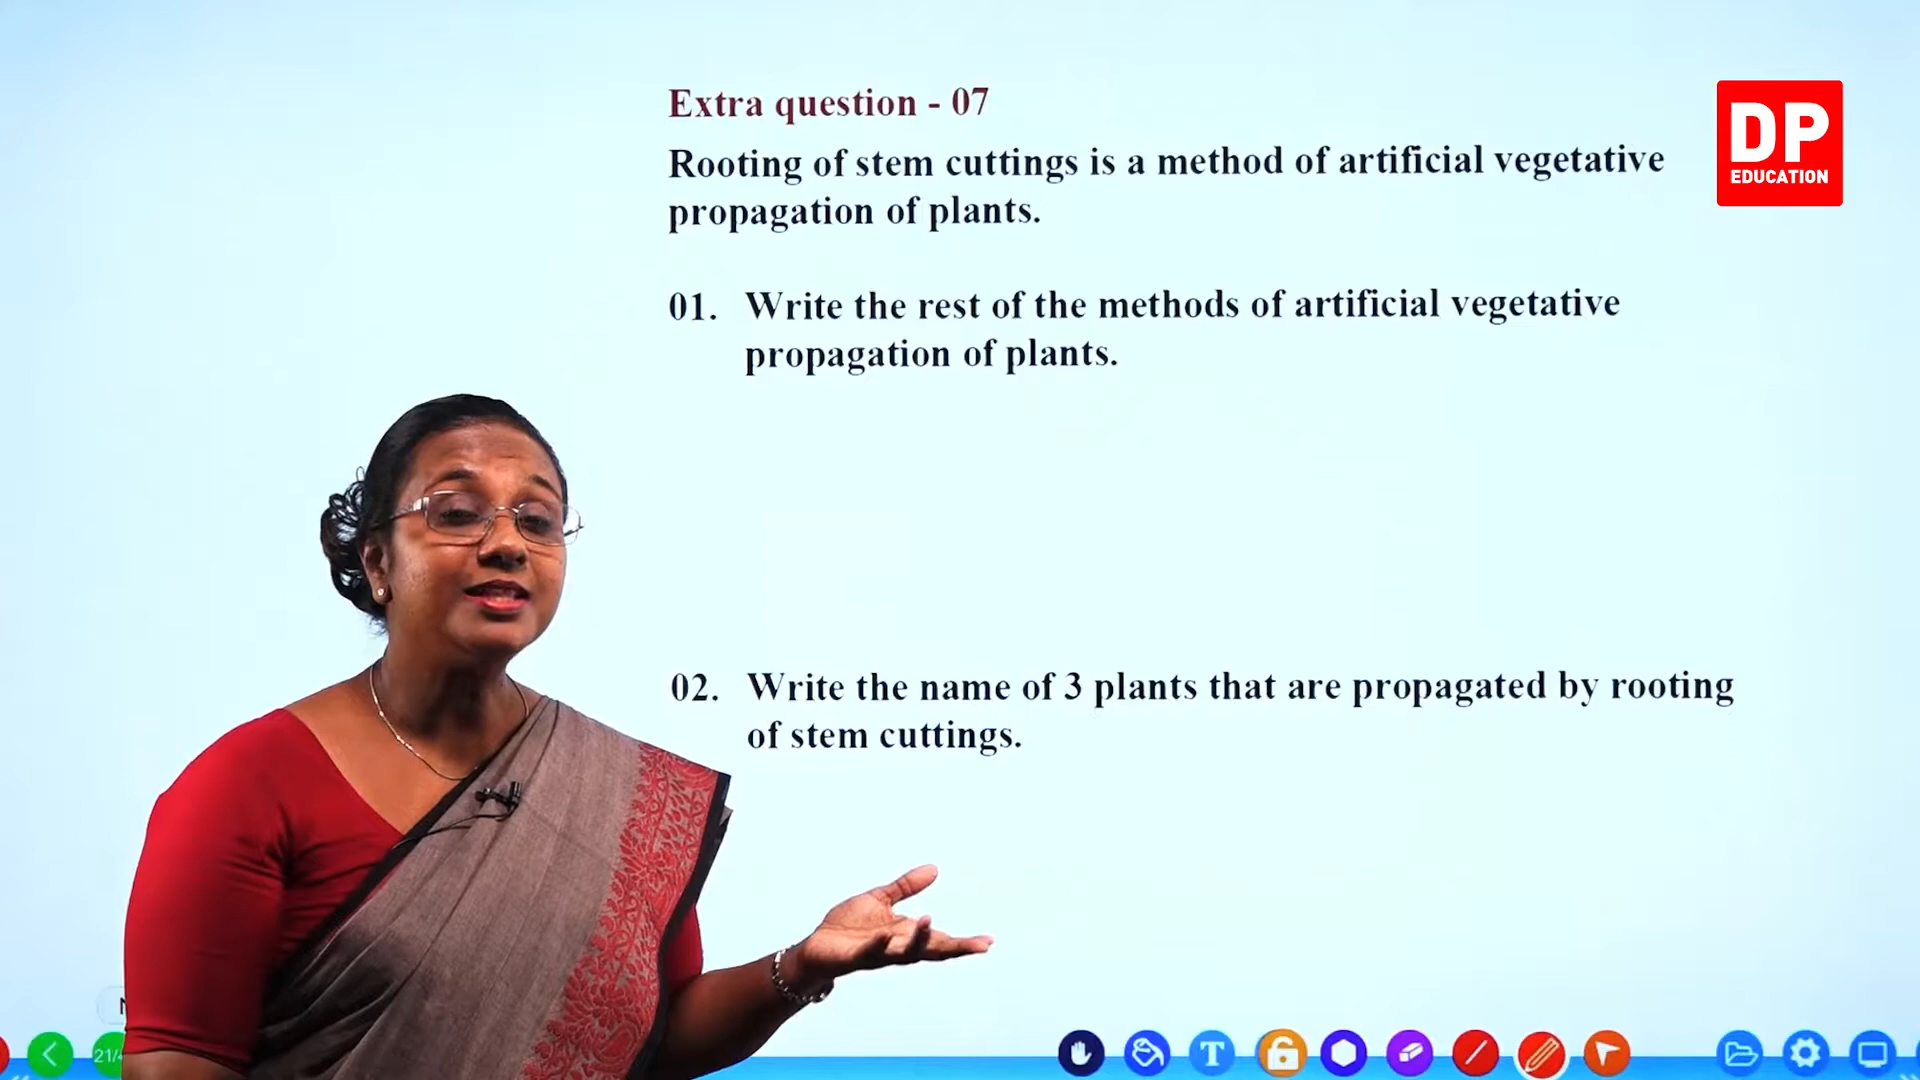 Extra question - 07
DP
EDUCATION
Rooting of stem cuttings is a method of artificial vegetative
propagation of plants.
01. Write the rest of the methods of artificial vegetative
propagation of plants.
02. Write the name of 3 plants that are propagated by rooting
of stem cuttings.
T